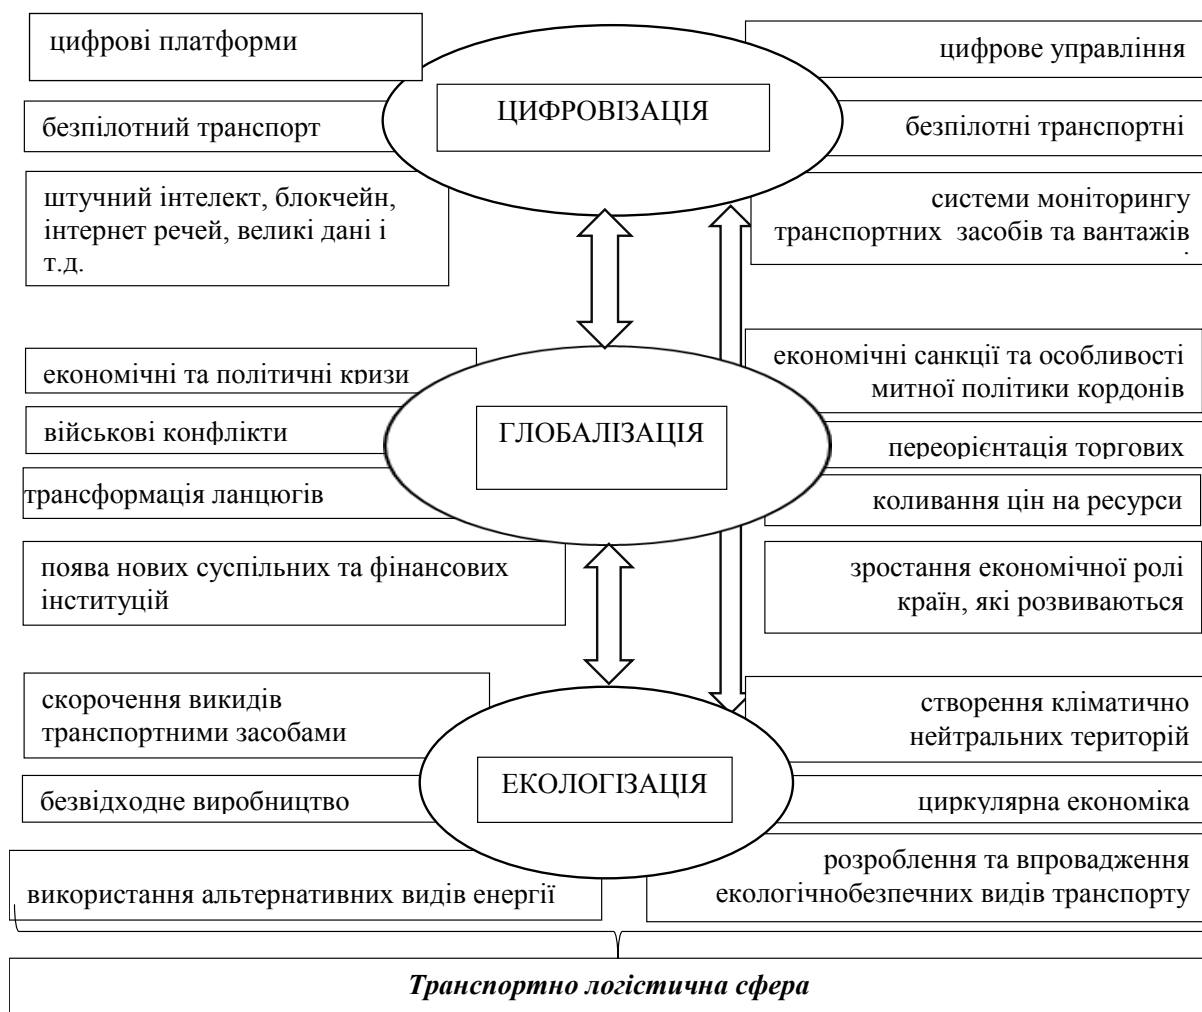 цифрові платформи
цифрове управління
ЦИФРОВІЗАЦІЯ
безпілотний транспорт
безпілотні транспортні
штучний інтелект, блокчейн,
інтернет речей, великі дані і
т.д.
системи моніторингу
транспортних засобів та вантажів
економічні та політичні кризи
економічні санкції та особливості
митної політики кордонів
військові конфлікти
ГЛОБАЛІЗАЦІЯ
переорієнтація торгових
трансформація ланцюгів
коливання цін на ресурси
поява нових суспільних та фінансових
інституцій
зростання економічної ролі
країн, які розвиваються
скорочення викидів
транспортними засобами
створення кліматично
нейтральних територій
безвідходне виробництво
ЕКОЛОГІЗАЦІЯ
циркулярна економіка
використання альтернативних видів енергії
розроблення та впровадження
екологічнобезпечних видів транспорту
Транспортно логістична сфера